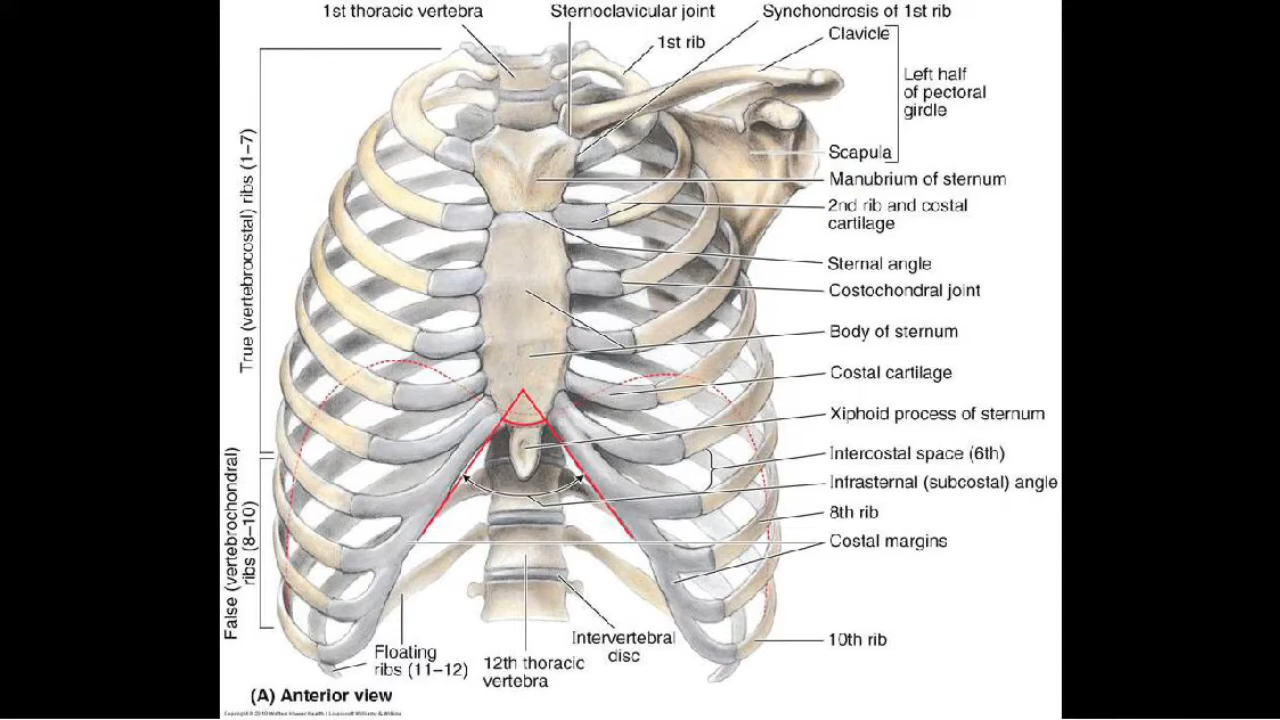 1st thoracic vertebra
Sternoclavicular joint
Synchondrosis of 1st rib
Clavicle
1st rib
Left half
of pectoral
girdle
Scapula
Manubrium of sternum
2nd rib and costal
cartilage
Sternal angle
Costochondral joint
Body of sternum
Costal cartilage
Xiphoid process of sternum
Intercostal space (6th)
Infrasternal (subcostal) angle
8th rib
Costal margins
10th rib
True (vertebrocostal) ribs (1–7)
False (vertebrochondral)
ribs (8–10)
Floating
ribs (11–12)
12th thoracic
vertebra
Intervertebral
disc
(A) Anterior view